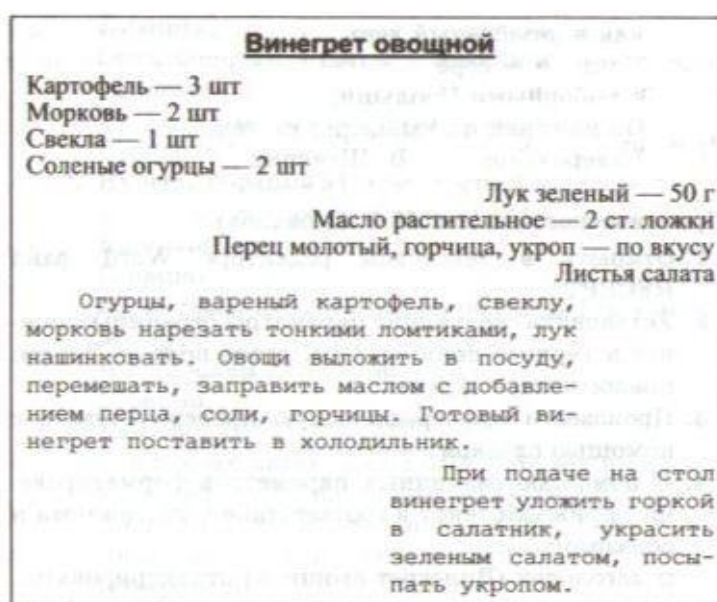 Винегрет овощной
Картофель — 3 шт
Морковь — 2 шт
Свекла — 1 шт
Соленые огурцы — 2 шт
Лук зеленый — 50 г
Масло растительное — 2 ст. ложки
Перец молотый, горчица, укроп — по вкусу
Листья салата
Огурцы, вареный картофель, свеклу,
морковь нарезать тонкими ломтиками, лук
нашинковать. Овощи выложить в посуду,
перемешать, заправить маслом с добавле-
нием перца, соли, горчицы. Готовый ви-
негрет поставить в холодильник.
При подаче на стол
винегрет уложить горкой
в салатник, украсить
зеленым салатом, посы-
пать укропом.